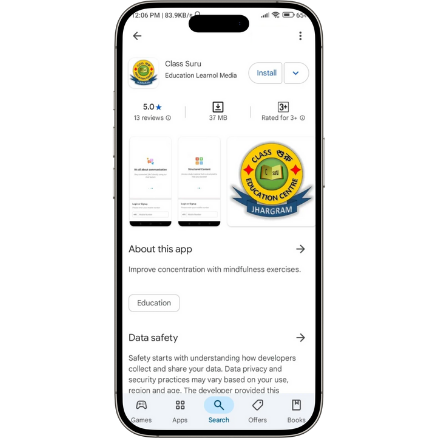 12:06 PM | 83.9KB/s
65
Class Suru
Education Learnol Media
Install
5.0★
13 reviews
37 MB
3+
Rated for 3+
CLASS শুরু
EDUCATION CENTRE
JHARGRAM
About this app
Improve concentration with mindfulness exercises.
Education
Data safety
Safety starts with understanding how developers
collect and share your data. Data privacy and
security practices may vary based on your use,
region and age. The developer provided this
Games
Apps
Search
Offers
Books